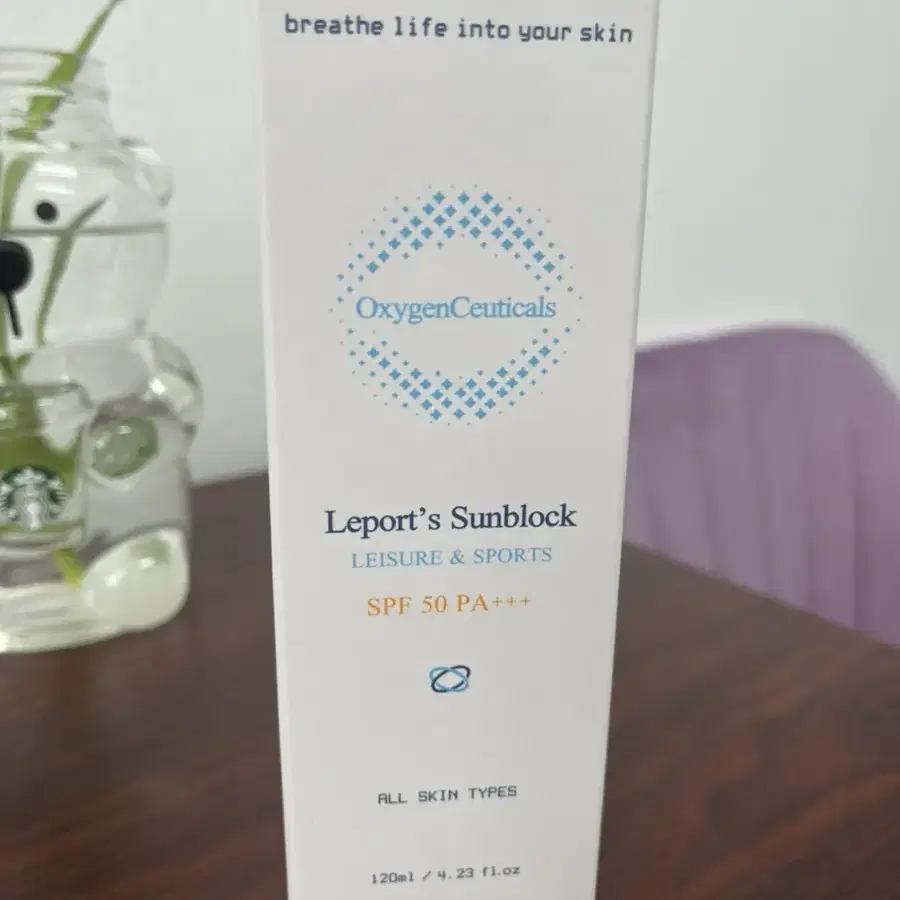 breathe life into your skin
OxygenCeuticals
Leport's Sunblock
LEISURE & SPORTS
SPF 50 PA+++
ALL SKIN TYPES
120ml / 4.23 fl.oz